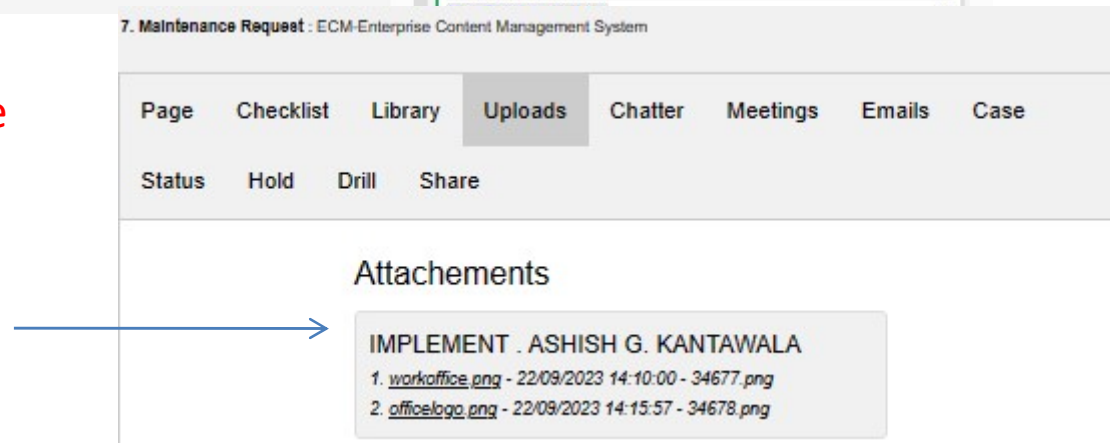 7. Maintenance Request : ECM-Enterprise Content Management System
e
Page Checklist Library Uploads Chatter Meetings Emails Case
Status Hold Drill Share
Attachements
IMPLEMENT . ASHISH G. KANTAWALA
1. workoffice.png - 22/09/2023 14:10:00 - 34677.png
2. officelogo.png - 22/09/2023 14:15:57 - 34678.png